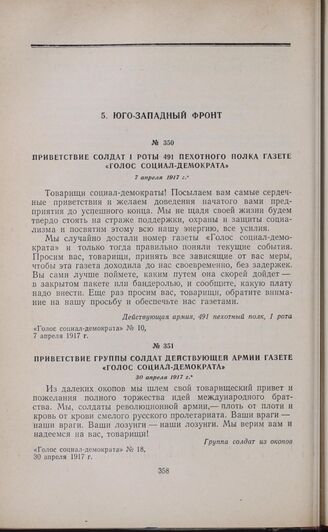 5. ЮГО-ЗАПАДНЫЙ ФРОНТ
№ 350
ПРИВЕТСТВИЕ СОЛДАТ 1 РОТЫ 491 ПЕХОТНОГО ПОЛКА ГАЗЕТЕ
«ГОЛОС СОЦИАЛ-ДЕМОКРАТА»
7 апреля 1917 г.*
Товарищи социал-демократы! Посылаем вам самые сердеч-
ные приветствия и желаем доведения начатого вами пред-
приятия до успешного конца. Мы не щадя своей жизни будем
твердо стоять на страже поддержки, охраны и защиты социа-
лизма и посвятим этому всю нашу энергию, все усилия.
Мы случайно достали номер газеты «Голос социал-демо-
крата» и только тогда правильно поняли текущие события.
Просим вас, товарищи, принять все зависящие от вас меры,
чтобы эта газета доходила до нас своевременно, без задержек.
Вы сами лучше поймете, каким путем она скорей дойдет —
в закрытом пакете или бандеролью, и сообщите, какую плату
надо внести. Еще раз просим вас, товарищи, обратите внима-
ние на нашу просьбу и обеспечьте нас газетами.
Действующая армия, 491 пехотный полк, 1 рота
«Голос социал-демократа» № 10,
7 апреля 1917 г.
№ 351
ПРИВЕТСТВИЕ ГРУППЫ СОЛДАТ ДЕЙСТВУЮЩЕЙ АРМИИ ГАЗЕТЕ
«ГОЛОС СОЦИАЛ-ДЕМОКРАТА»
30 апреля 1917 г.*
Из далеких окопов мы шлем свой товарищеский привет и
пожелания полного торжества идей международного брат-
ства. Мы, солдаты революционной армии,— плоть от плоти и
кровь от крови смелого русского пролетариата. Ваши враги —
наши враги. Ваши лозунги — наши лозунги. Мы верим вам и
надеемся на вас, товарищи!
Группа солдат из окопов
«Голос социал-демократа» № 18,
30 апреля 1917 г.
358